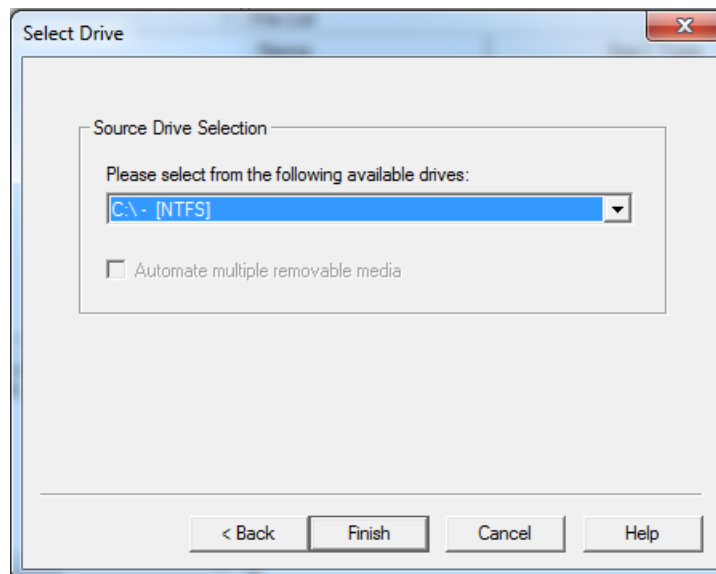 Select Drive
Source Drive Selection
Please select from the following available drives:
C:\ - [NTFS]
Automate multiple removable media
< Back
Finish
Cancel
Help